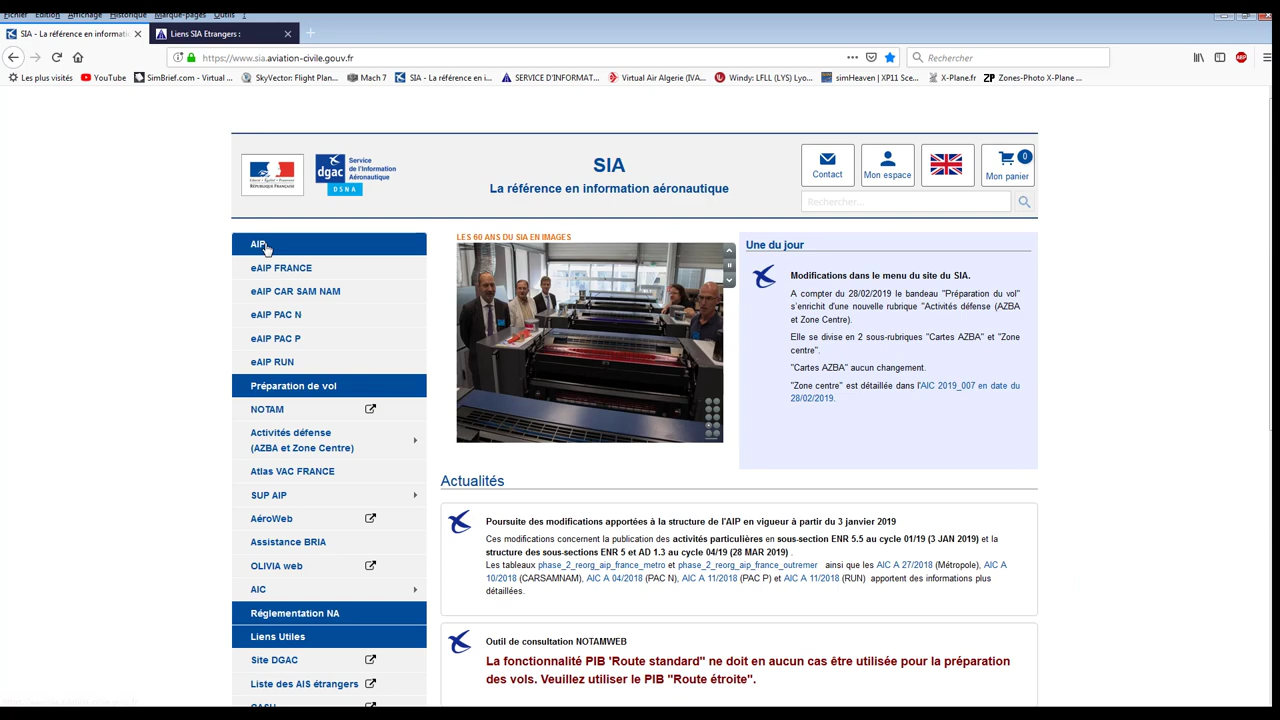 Fichier Edition Affichage Historique Marque-pages Outils ?
SIA - La référence en informati
Liens SIA Etrangers :
https://www.sia.aviation-civile.gouv.fr
Rechercher
Les plus visités
YouTube
SimBrief.com - Virtual ...
SkyVector: Flight Plan...
Mach 7
SIA - La référence en i...
SERVICE D'INFORMAT...
Virtual Air Algerie (IVA...
Windy: LFLL (LYS) Lyo...
simHeaven | XP11 Sce...
X-Plane.fr
Zones-Photo X-Plane ...
RÉPUBLIQUE FRANÇAISE
dgac
DSNA
Service
de l'Information
Aéronautique
SIA
La référence en information aéronautique
Contact
Mon espace
0
Mon panier
Rechercher...
AIP
eAIP FRANCE
eAIP CAR SAM NAM
eAIP PAC N
eAIP PAC P
eAIP RUN
Préparation de vol
NOTAM
Activités défense
(AZBA et Zone Centre)
Atlas VAC FRANCE
SUP AIP
AéroWeb
Assistance BRIA
OLIVIA web
AIC
Réglementation NA
Liens Utiles
Site DGAC
Liste des AIS étrangers
CASH
LES 60 ANS DU SIA EN IMAGES
Une du jour
Modifications dans le menu du site du SIA.
A compter du 28/02/2019 le bandeau "Préparation du vol"
s'enrichit d'une nouvelle rubrique "Activités défense (AZBA
et Zone Centre).
Elle se divise en 2 sous-rubriques "Cartes AZBA" et "Zone
centre".
"Cartes AZBA" aucun changement.
"Zone centre" est détaillée dans l'AIC 2019_007 en date du
28/02/2019.
Actualités
Poursuite des modifications apportées à la structure de l'AIP en vigueur à partir du 3 janvier 2019
Ces modifications concernent la publication des activités particulières en sous-section ENR 5.5 au cycle 01/19 (3 JAN 2019) et la
structure des sous-sections ENR 5 et AD 1.3 au cycle 04/19 (28 MAR 2019) .
Les tableaux phase_2_reorg_aip_france_metro et phase_2_reorg_aip_france_outremer ainsi que les AIC A 27/2018 (Métropole), AIC A
10/2018 (CARSAMNAM), AIC A 04/2018 (PAC N), AIC A 11/2018 (PAC P) et AIC A 11/2018 (RUN) apportent des informations plus
détaillées.
Outil de consultation NOTAMWEB
La fonctionnalité PIB 'Route standard" ne doit en aucun cas être utilisée pour la préparation
des vols. Veuillez utiliser le PIB "Route étroite".